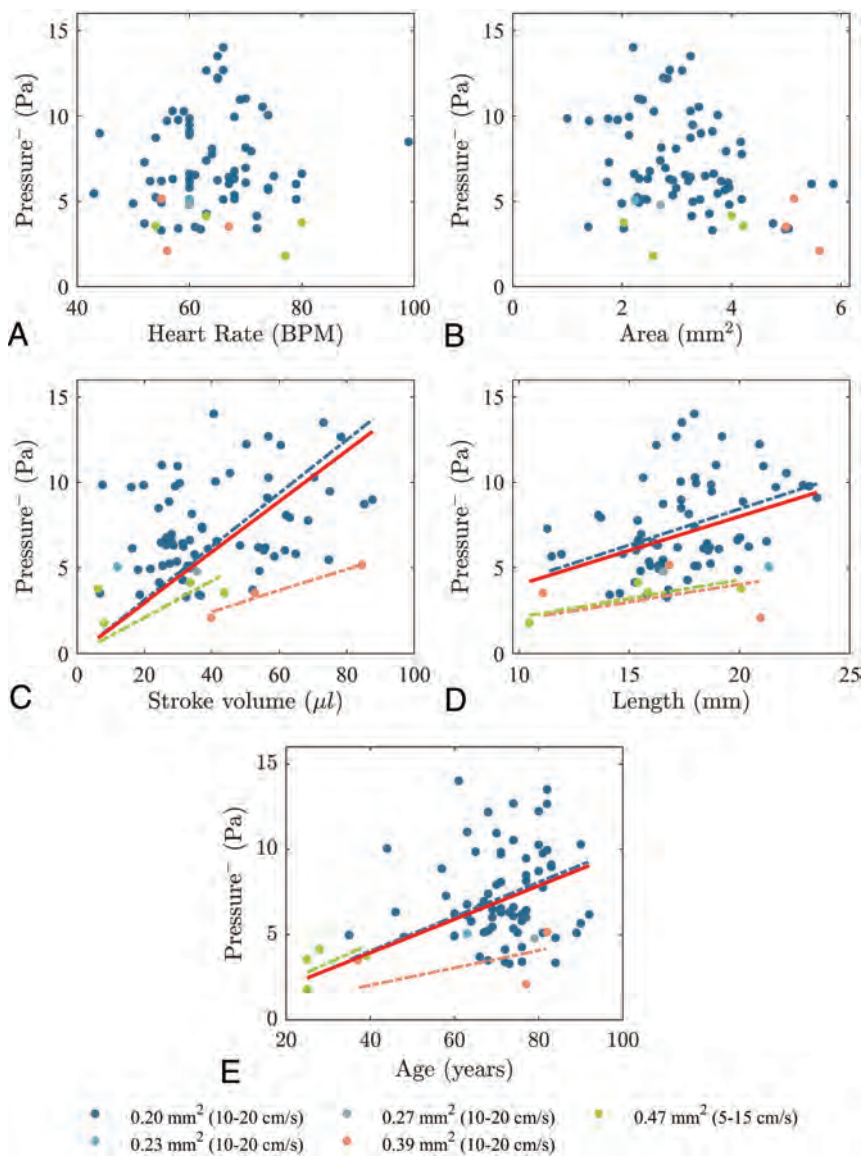 15
10
5
0
Pressure⁻ (Pa)
40 60 80 100
A Heart Rate (BPM)
15
10
5
0
Pressure⁻ (Pa)
0 2 4 6
B Area (mm²)
15
10
5
0
Pressure⁻ (Pa)
0 20 40 60 80 100
C Stroke volume (μl)
15
10
5
0
Pressure⁻ (Pa)
10 15 20 25
D Length (mm)
15
10
5
0
Pressure⁻ (Pa)
20 40 60 80 100
E Age (years)
0.20 mm² (10-20 cm/s) 0.27 mm² (10-20 cm/s) 0.47 mm² (5-15 cm/s)
0.23 mm² (10-20 cm/s) 0.39 mm² (10-20 cm/s)